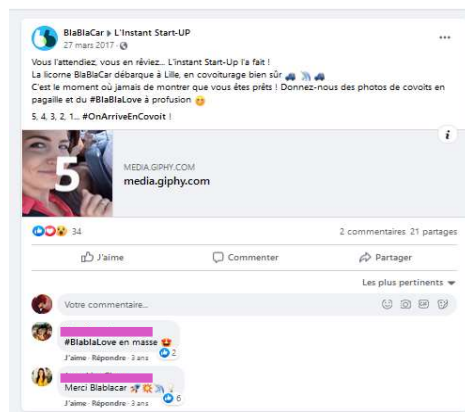 BlaBlaCar ▸ L'Instant Start-UP
27 mars 2017 ·
Vous l'attendiez, vous en rêviez... L'instant Start-Up l'a fait !
La licorne BlaBlaCar débarque à Lille, en covoiturage bien sûr 🚙 🦄 🚙
C'est le moment où jamais de montrer que vous êtes prêts ! Donnez-nous des photos de covoits en
pagaille et du #BlaBlaLove à profusion 😊
5, 4, 3, 2, 1... #OnArriveEnCovoit !
5
MEDIA.GIPHY.COM
media.giphy.com
i
34
2 commentaires 21 partages
J'aime
Commenter
Partager
Les plus pertinents
Votre commentaire...
GIF
#BlablaLove en masse 😍
2
J'aime · Répondre · 3 ans
Merci Blablacar 🚀💥🦄
6
J'aime · Répondre · 3 ans